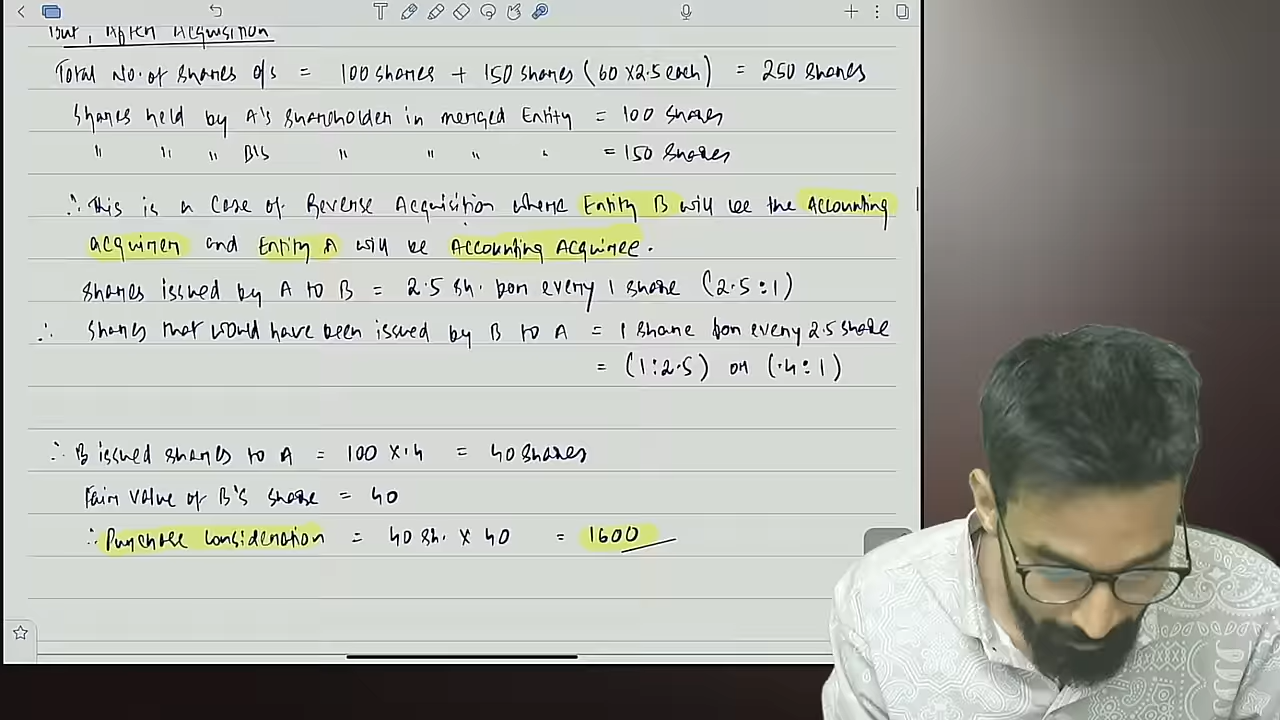 But, After Acquisition
Total No. of shares o/s = 100 shares + 150 shares (60 x 2.5 each) = 250 shares
Shares held by A's shareholder in merged Entity = 100 shares
" " " B's " " " " = 150 shares
∴ This is a case of Reverse Acquisition where Entity B will be the Accounting
acquirer and Entity A will be Accounting Acquiree.
Shares issued by A to B = 2.5 sh. for every 1 share (2.5:1)
∴ Shares that would have been issued by B to A = 1 share for every 2.5 share
= (1:2.5) or (.4:1)
∴ B issued shares to A = 100 x .4 = 40 shares
Fair value of B's share = 40
∴ Purchase consideration = 40 sh. x 40 = 1600